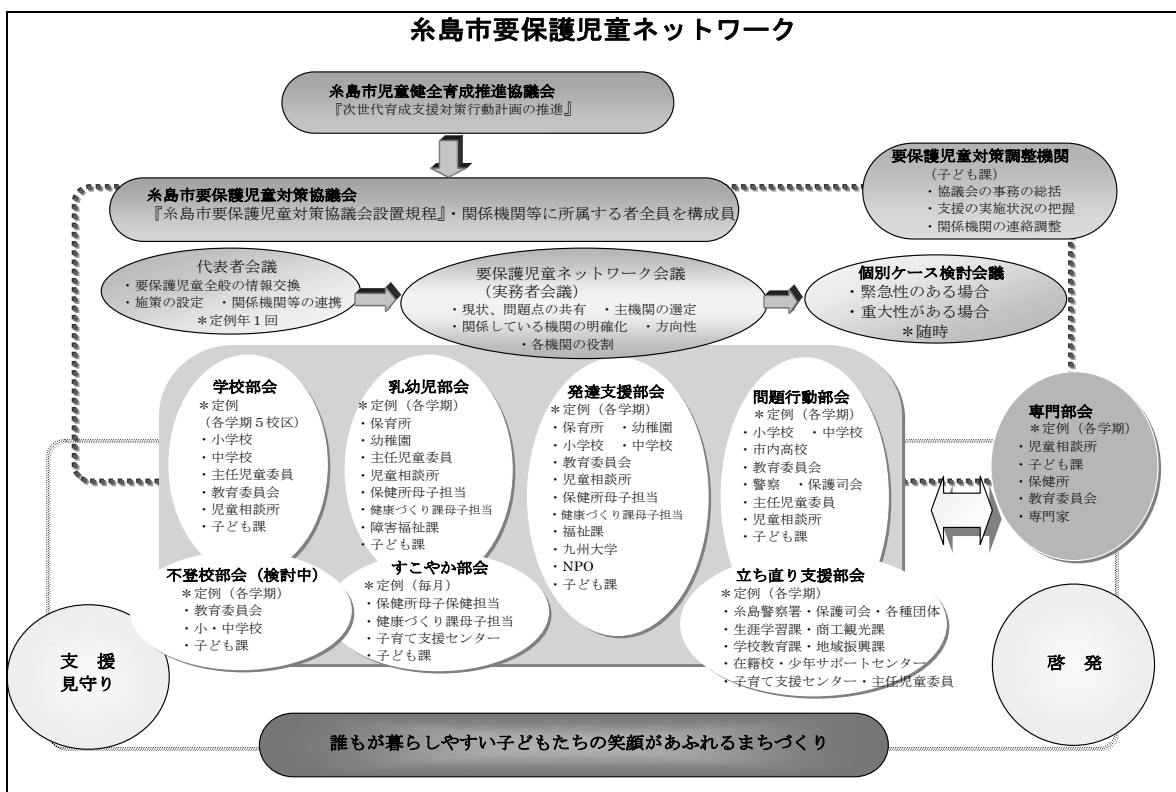 糸島市要保護児童ネットワーク
糸島市児童健全育成推進協議会
『次世代育成支援対策行動計画の推進』
要保護児童対策調整機関
(子ども課)
・協議会の事務の総括
・支援の実施状況の把握
・関係機関の連絡調整
糸島市要保護児童対策協議会
『糸島市要保護児童対策協議会設置規程』・関係機関等に所属する者全員を構成員
代表者会議
・要保護児童全般の情報交換
・施策の設定 ・関係機関等の連携
＊定例年１回
要保護児童ネットワーク会議
(実務者会議)
・現状、問題点の共有 ・主機関の選定
・関係している機関の明確化 ・方向性
・各機関の役割
個別ケース検討会議
・緊急性のある場合
・重大性がある場合
＊随時
学校部会
＊定例
(各学期５校区)
・小学校
・中学校
・主任児童委員
・教育委員会
・児童相談所
・子ども課
乳幼児部会
＊定例（各学期）
・保育所
・幼稚園
・主任児童委員
・児童相談所
・保健所母子担当
・健康づくり課母子担当
・障害福祉課
・子ども課
発達支援部会
＊定例（各学期）
・保育所 ・幼稚園
・小学校 ・中学校
・教育委員会
・児童相談所
・保健所母子担当
・健康づくり課母子担当
・福祉課
・九州大学
・NPO
・子ども課
問題行動部会
＊定例（各学期）
・小学校 ・中学校
・市内高校
・教育委員会
・警察 ・保護司会
・主任児童委員
・児童相談所
・子ども課
専門部会
＊定例（各学期）
・児童相談所
・子ども課
・保健所
・教育委員会
・専門家
不登校部会（検討中）
＊定例（各学期）
・教育委員会
・小・中学校
・子ども課
すこやか部会
＊定例（毎月）
・保健所母子保健担当
・健康づくり課母子担当
・子育て支援センター
・子ども課
立ち直り支援部会
＊定例（各学期）
・糸島警察署・保護司会・各種団体
・生涯学習課・商工観光課
・学校教育課・地域振興課
・在籍校・少年サポートセンター
・子育て支援センター・主任児童委員
支 援
見守り
啓 発
誰もが暮らしやすい子どもたちの笑顔があふれるまちづくり